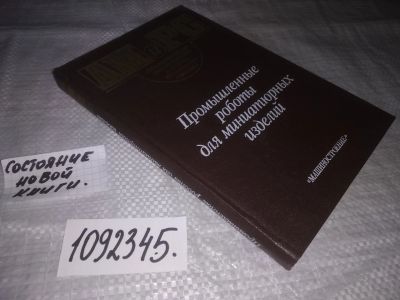 Промышленные
роботы
для миниатюрных
изделий
«МАШИНОСТРОЕНИЕ»
СОСТОЯНИЕ
НОВОЙ
КНИГИ.
1092345.